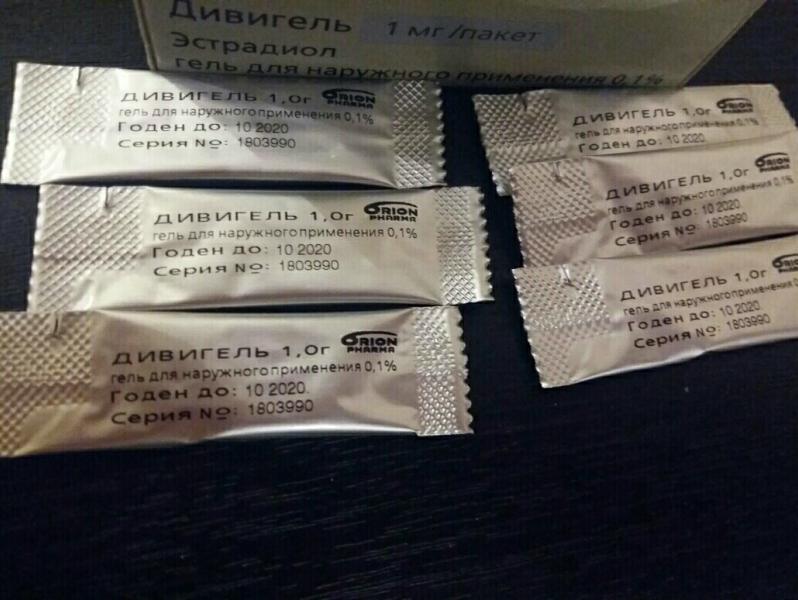 Дивигель 1 мг/пакет
Эстрадиол
гель для наружного применения 0,1%
ДИВИГЕЛЬ 1,0г ORION PHARMA
гель для наружного применения 0,1%
Годен до: 10 2020
Серия №: 1803990
ДИВИГЕЛЬ 1,0г ORION PHARMA
гель для наружного применения 0,1%
Годен до: 10 2020
Серия №: 1803990
ДИВИГЕЛЬ 1,0г ORION PHARMA
гель для наружного применения 0,1%
Годен до: 10 2020
Серия №: 1803990
ДИВИГЕЛЬ 1,0г ORION PHARMA
гель для наружного применения 0,1%
Годен до: 10 2020
ДИВИГЕЛЬ 1,0г ORION PHARMA
гель для наружного применения 0,1%
Годен до: 10 2020
Серия №: 1803990
ДИВИГЕЛЬ 1,0г
гель для наружного применения
Годен до: 10 2020
Серия №: 1803990